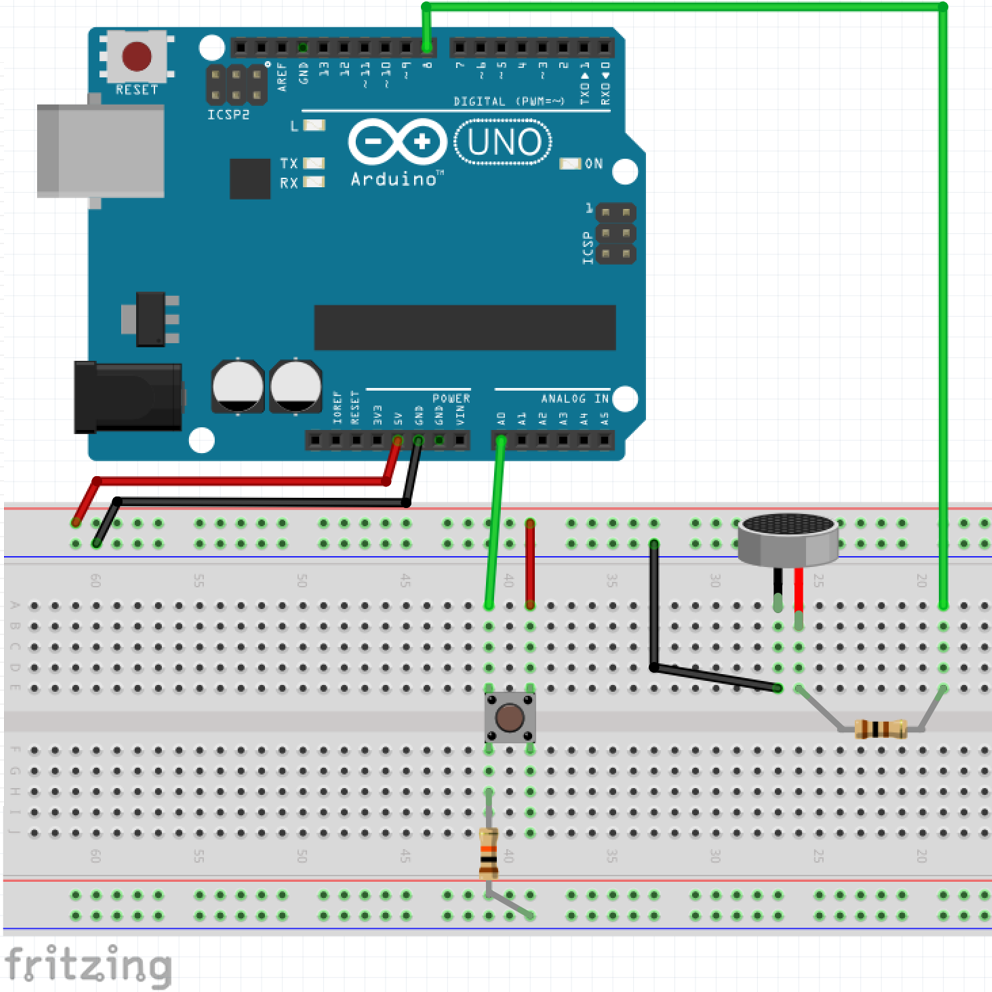 RESET
ICSP2
AREF
GND
13
12
~11
~10
~9
8
7
~6
~5
4
~3
2
TX0▶1
RX0◀0
DIGITAL (PWM=~)
L
TX
RX
UNO
ON
Arduino™
1
ICSP
POWER
ANALOG IN
IOREF
RESET
3V3
5V
GND
GND
VIN
A0
A1
A2
A3
A4
A5
60 55 50 45 40 35 30 25 20
A
B
C
D
E
F
G
H
I
J
60 55 50 45 40 35 30 25 20
fritzing